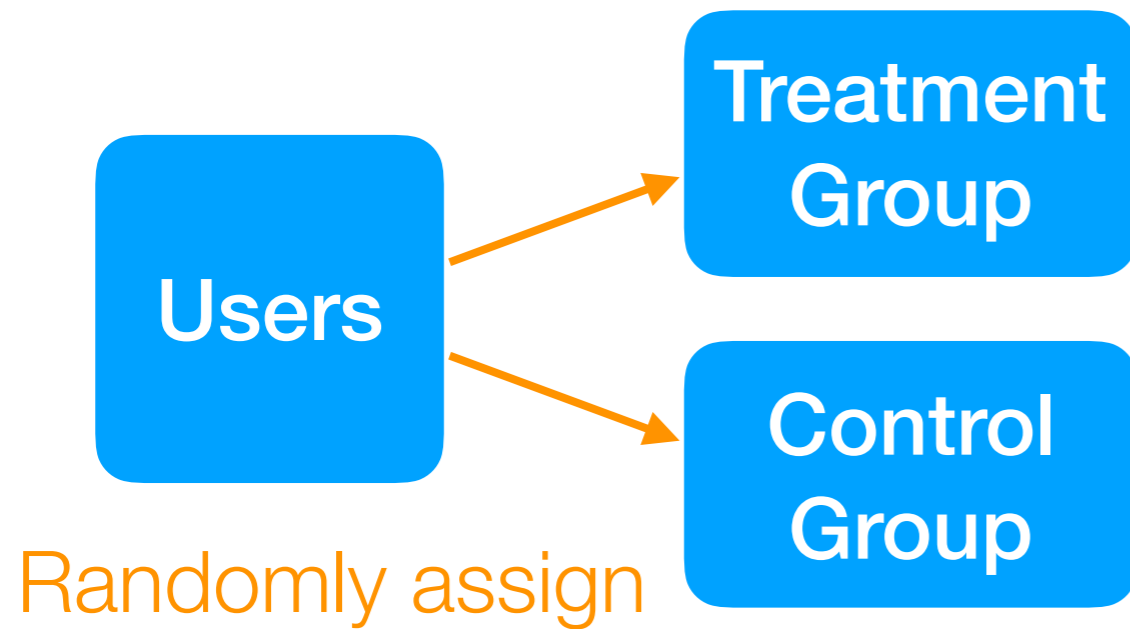 Users
Treatment
Group
Control
Group
Randomly assign